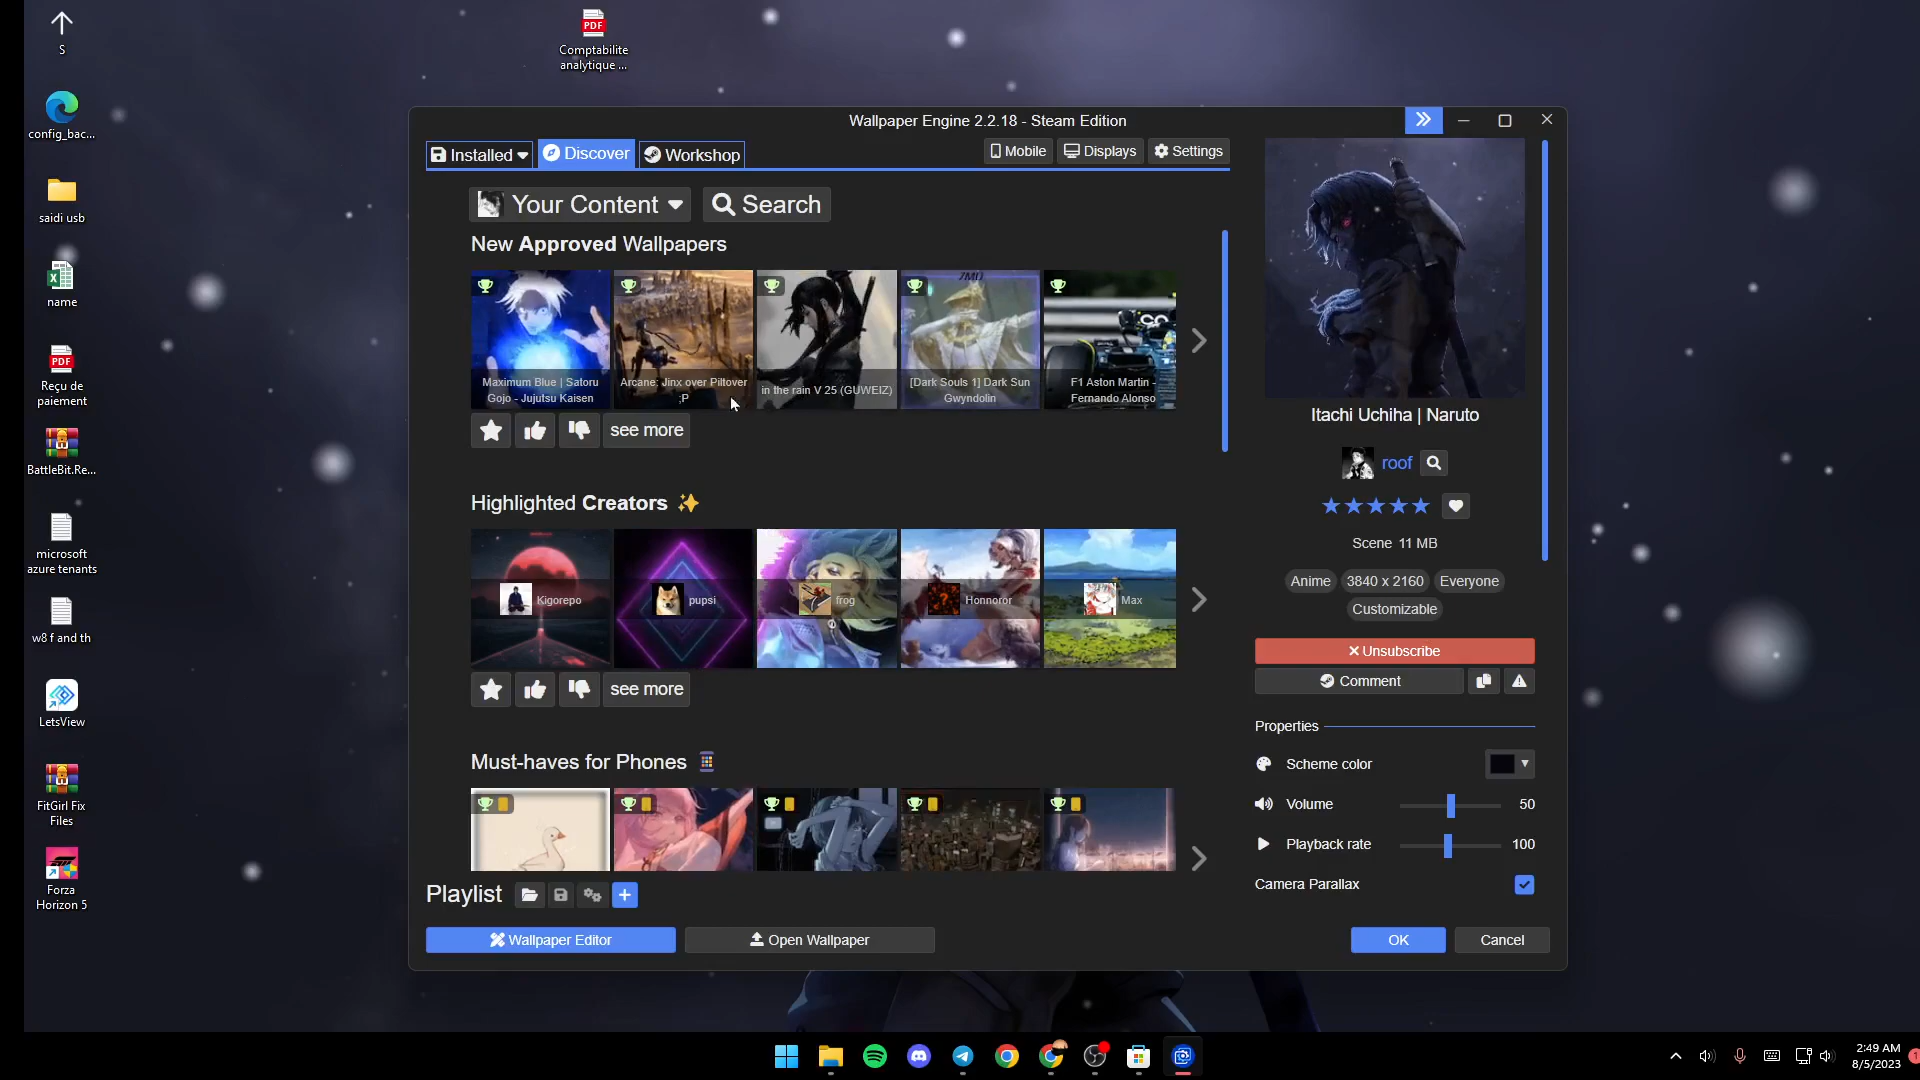 S
config_bac...
saidi usb
name
Reçu de
paiement
BattleBit.Re...
microsoft
azure tenants
w8 f and th
LetsView
FitGirl Fix
Files
Forza
Horizon 5
PDF
Comptabilite
analytique ...
PDF
Wallpaper Engine 2.2.18 - Steam Edition
Installed
Discover
Workshop
Mobile
Displays
Settings
Your Content
Search
New Approved Wallpapers
Maximum Blue | Satoru
Gojo - Jujutsu Kaisen
Arcane: Jinx over Piltover
;P
in the rain V 25 (GUWEIZ)
[Dark Souls 1] Dark Sun
Gwyndolin
F1 Aston Martin -
Fernando Alonso
see more
Highlighted Creators ✨
Kigorepo
pupsi
frog
Honnoror
Max
see more
Must-haves for Phones
Playlist
Wallpaper Editor
Open Wallpaper
Itachi Uchiha | Naruto
roof
Scene 11 MB
Anime
3840 x 2160
Everyone
Customizable
Unsubscribe
Comment
Properties
Scheme color
Volume
50
Playback rate
100
Camera Parallax
OK
Cancel
2:49 AM
8/5/2023
1